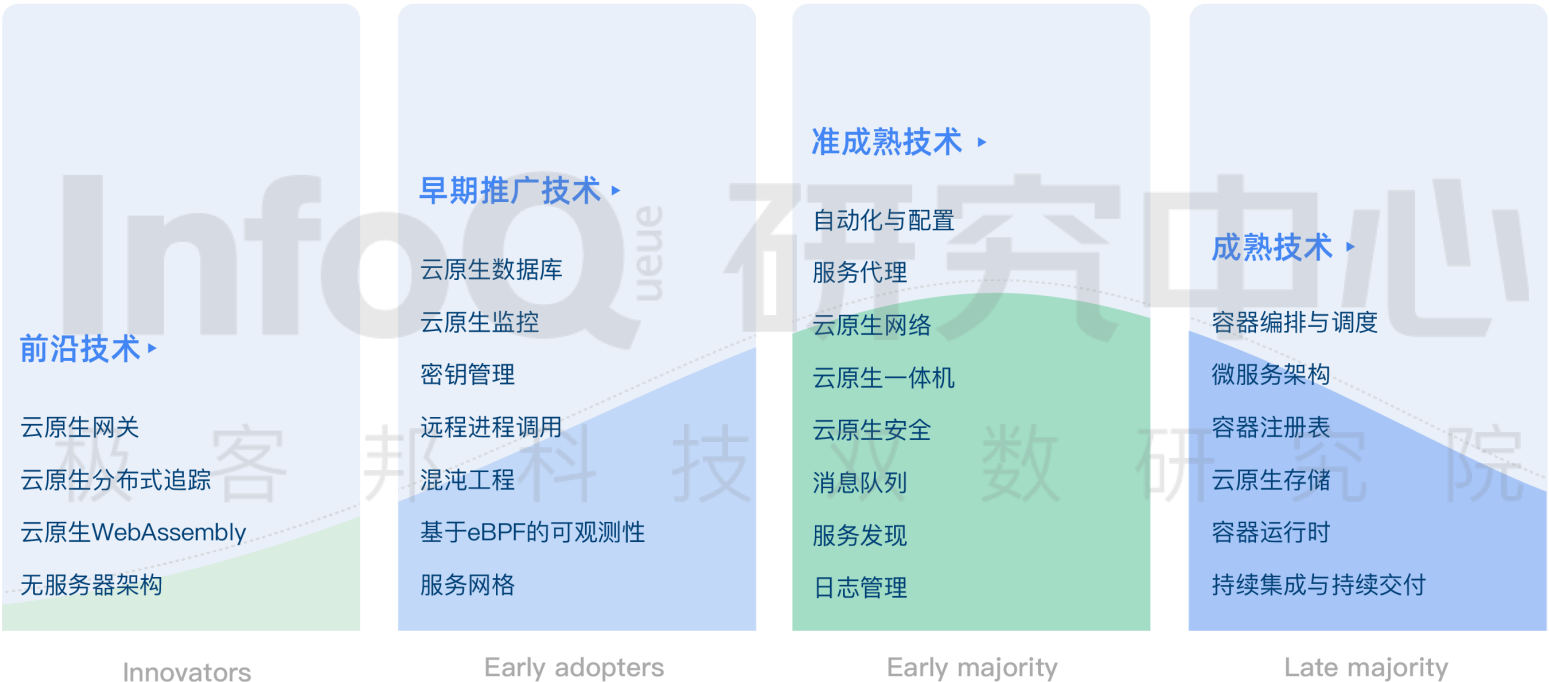 前沿技术
云原生网关
云原生分布式追踪
云原生WebAssembly
无服务器架构
Innovators
早期推广技术
云原生数据库
云原生监控
密钥管理
远程进程调用
混沌工程
基于eBPF的可观测性
服务网格
Early adopters
准成熟技术
自动化与配置
服务代理
云原生网络
云原生一体机
云原生安全
消息队列
服务发现
日志管理
Early majority
成熟技术
容器编排与调度
微服务架构
容器注册表
云原生存储
容器运行时
持续集成与持续交付
Late majority
InfoQ ueue 研究中心
极客邦科技 双数研究院